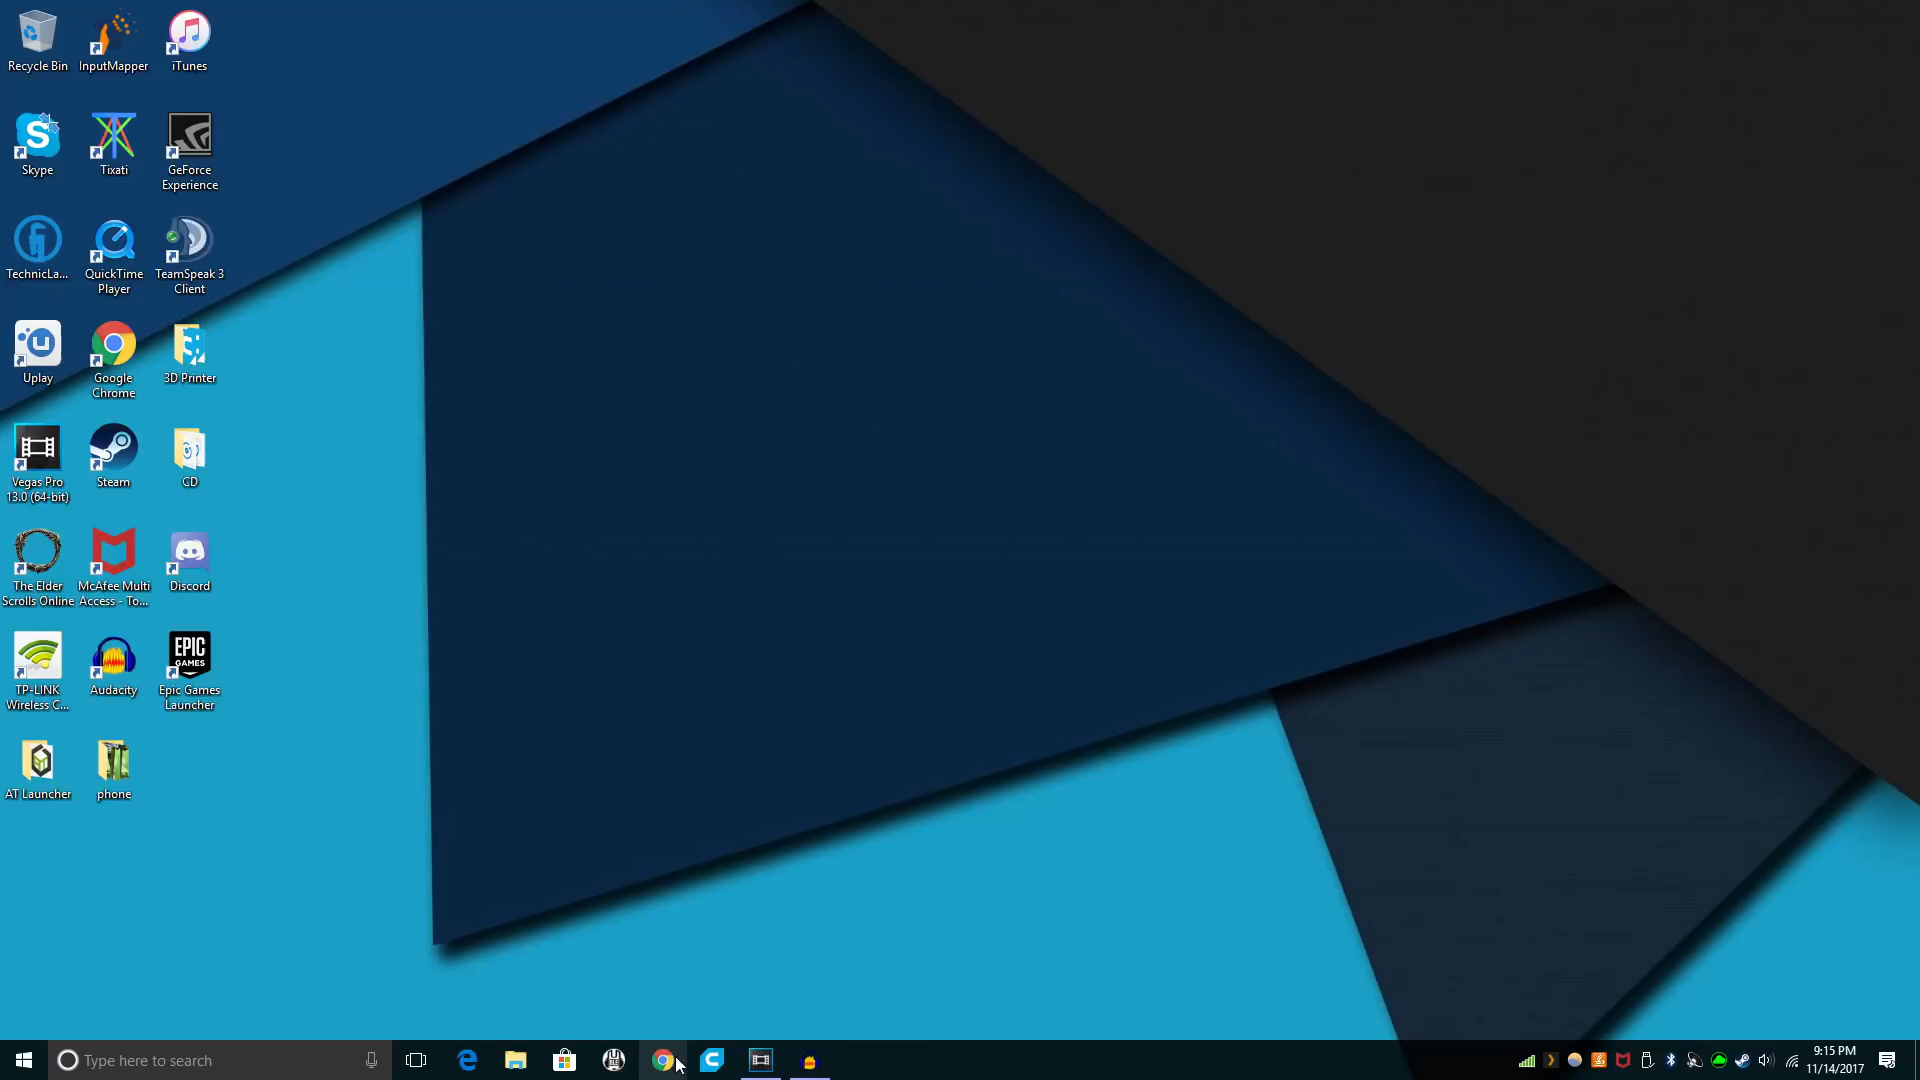 Recycle Bin
InputMapper
iTunes
Skype
Tixati
GeForce
Experience
TechnicLa...
QuickTime
Player
TeamSpeak 3
Client
Uplay
Google
Chrome
3D Printer
Vegas Pro
13.0 (64-bit)
Steam
CD
The Elder
Scrolls Online
McAfee Multi
Access - To...
Discord
TP-LINK
Wireless C...
Audacity
EPIC
GAMES
Epic Games
Launcher
AT Launcher
phone
Type here to search
9:15 PM
11/14/2017